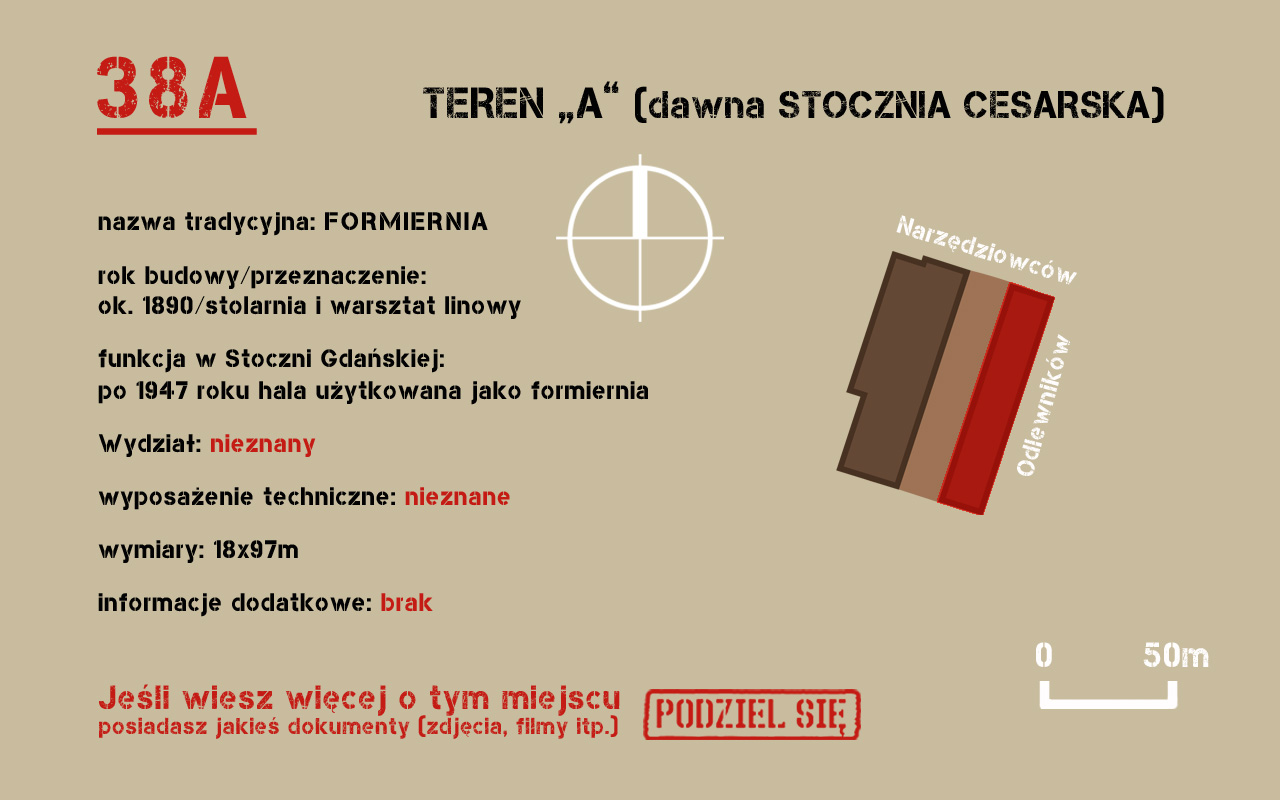 38A
TEREN „A“ (dawna STOCZNIA CESARSKA)
nazwa tradycyjna: FORMIERNIA
rok budowy/przeznaczenie:
ok. 1890/stolarnia i warsztat linowy
funkcja w Stoczni Gdańskiej:
po 1947 roku hala użytkowana jako formiernia
Wydział: nieznany
wyposażenie techniczne: nieznane
wymiary: 18x97m
informacje dodatkowe: brak
Narzędziowców
Odlewników
0 50m
Jeśli wiesz więcej o tym miejscu
posiadasz jakieś dokumenty (zdjęcia, filmy itp.)
PODZIEL SIĘ